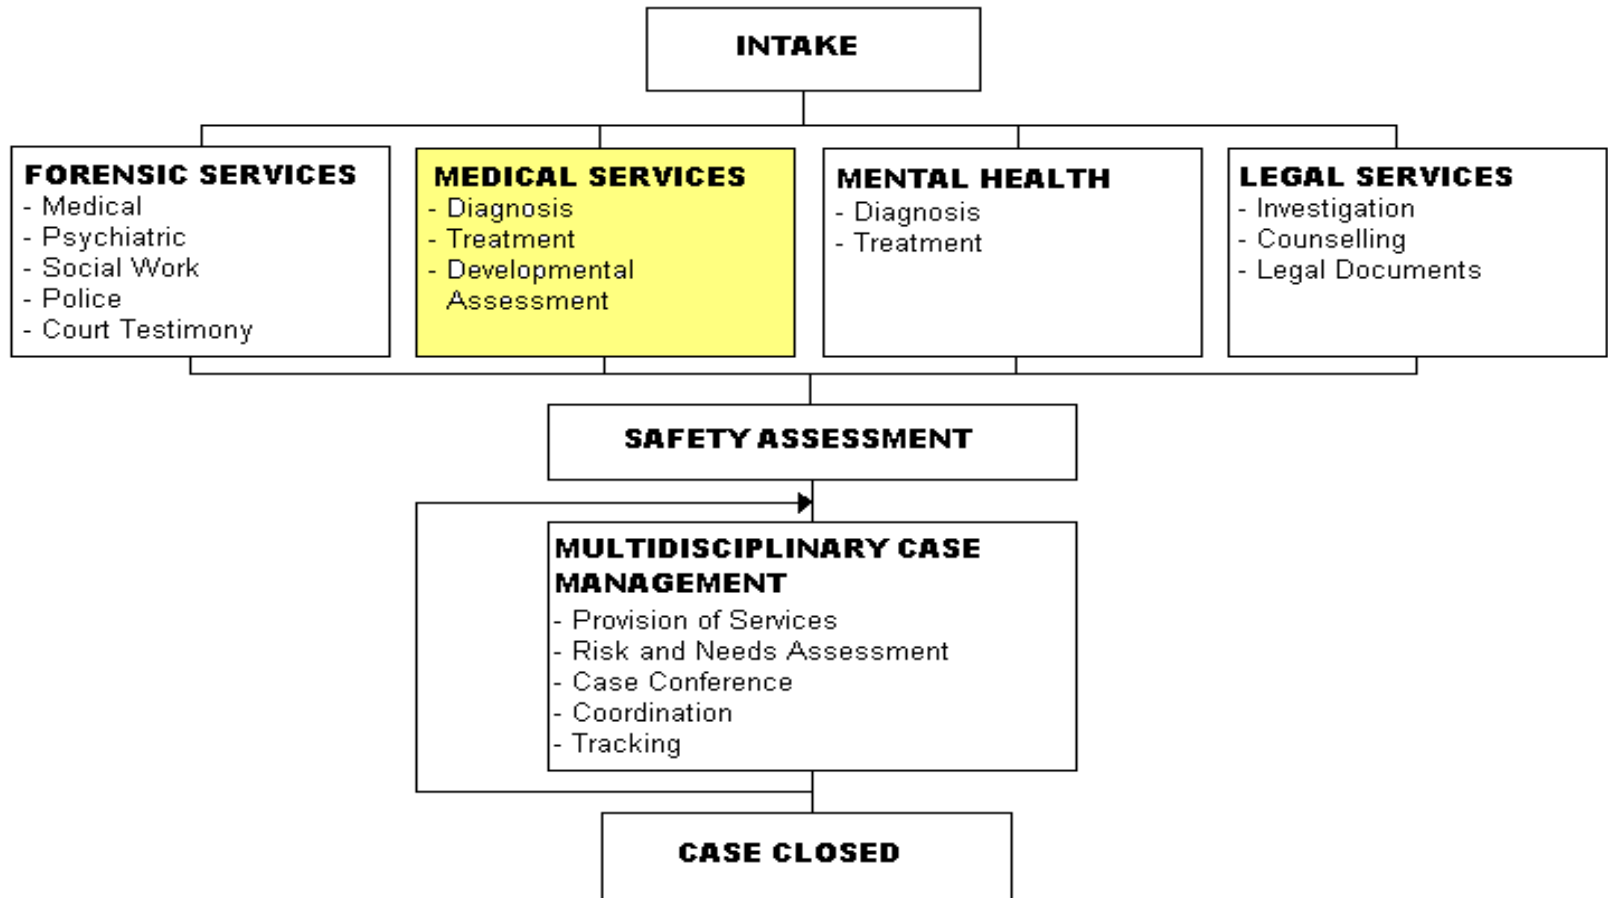 INTAKE
FORENSIC SERVICES
- Medical
- Psychiatric
- Social Work
- Police
- Court Testimony
MEDICAL SERVICES
- Diagnosis
- Treatment
- Developmental
Assessment
MENTAL HEALTH
- Diagnosis
- Treatment
LEGAL SERVICES
- Investigation
- Counselling
- Legal Documents
SAFETY ASSESSMENT
MULTIDISCIPLINARY CASE
MANAGEMENT
- Provision of Services
- Risk and Needs Assessment
- Case Conference
- Coordination
- Tracking
CASE CLOSED